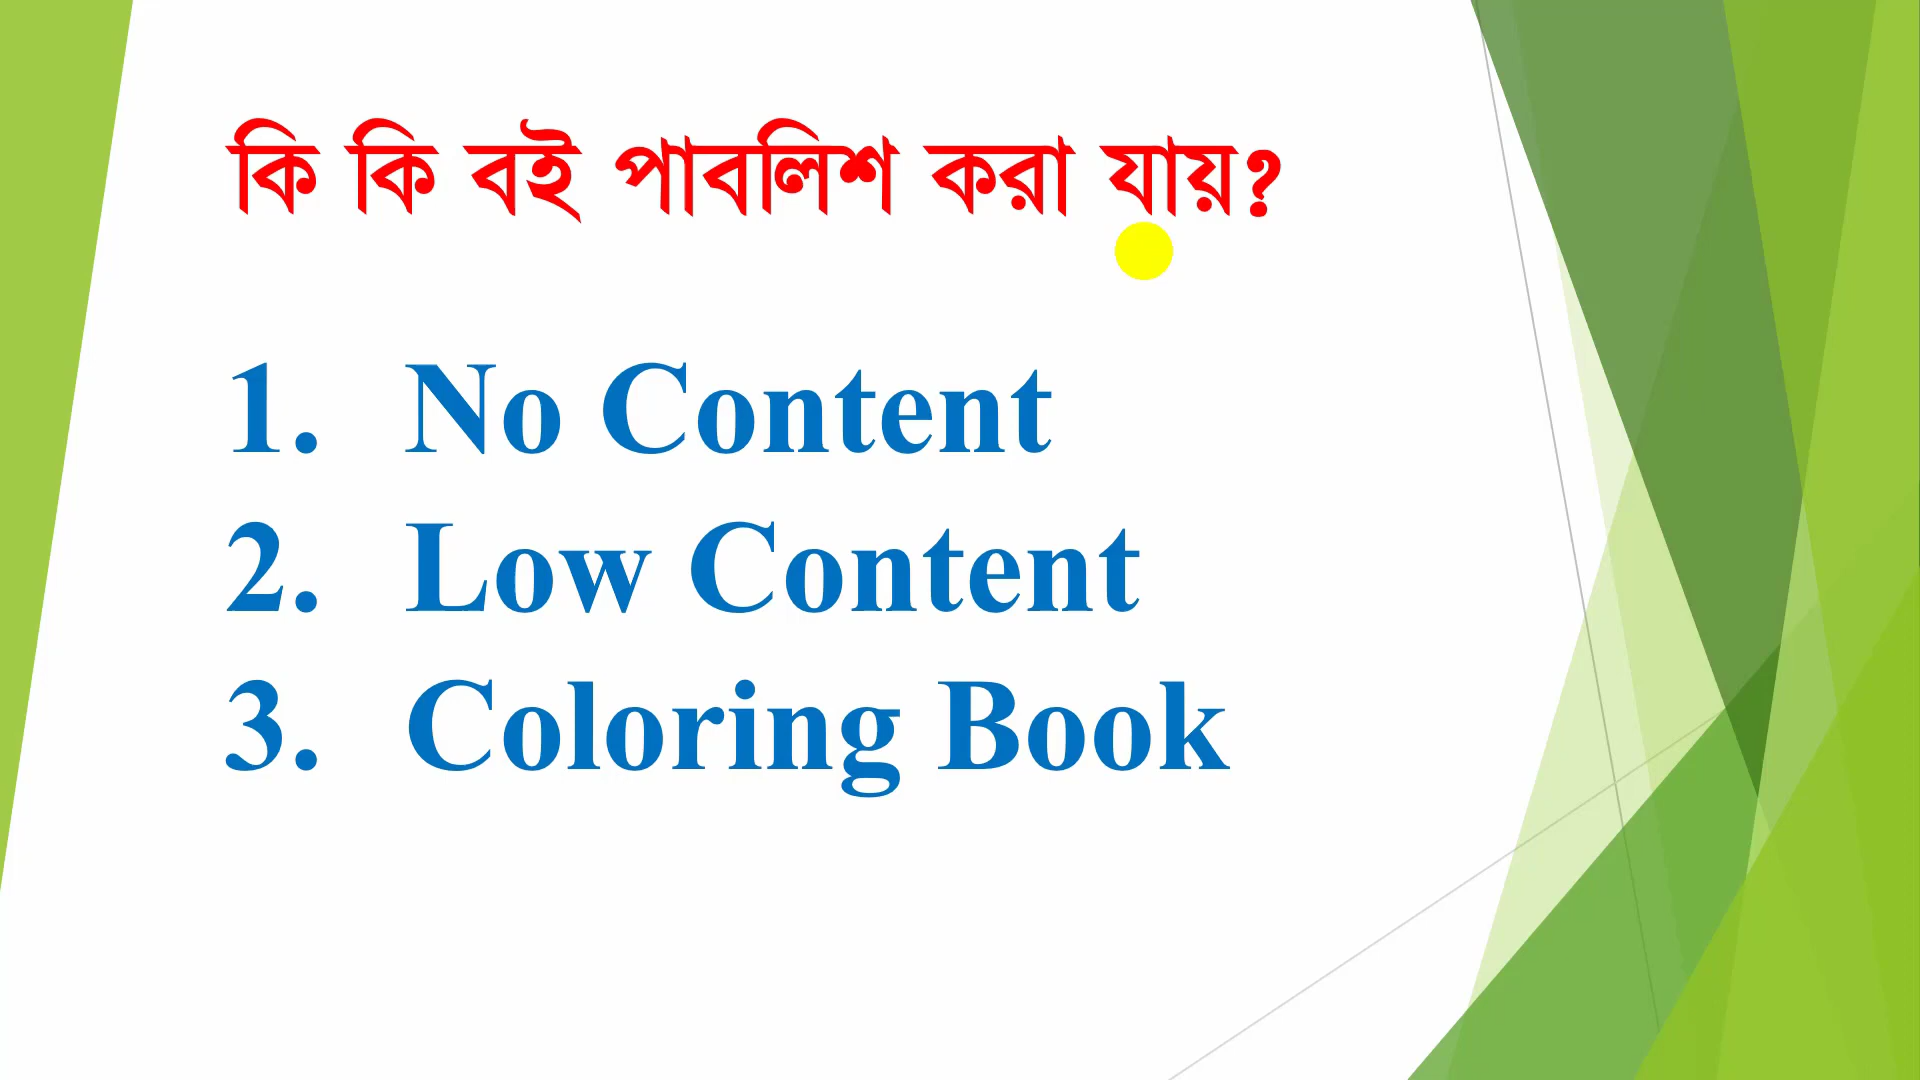 কি কি বই পাবলিশ করা যায়?
1. No Content
2. Low Content
3. Coloring Book